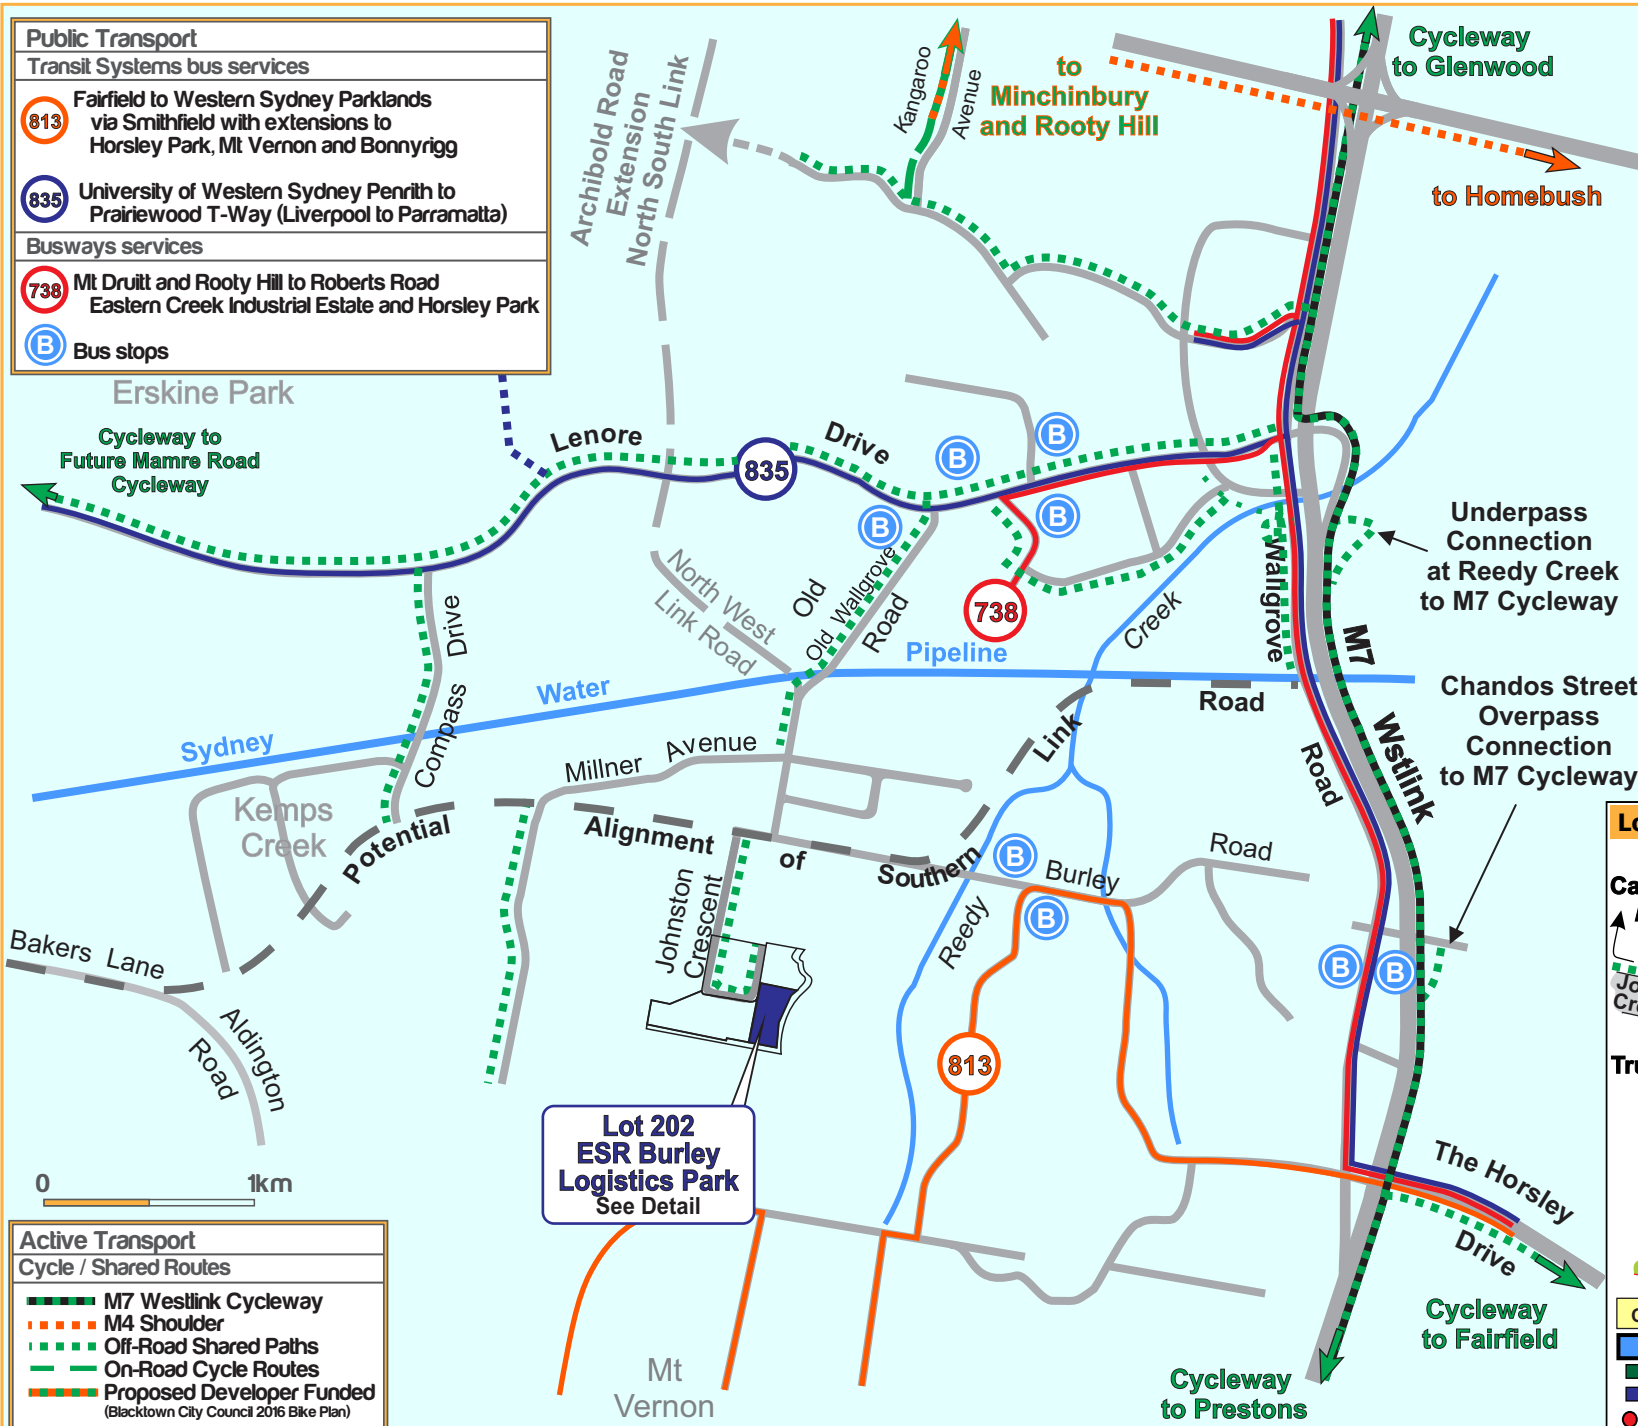 Public Transport
Transit Systems bus services
813
Fairfield to Western Sydney Parklands
via Smithfield with extensions to
Horsley Park, Mt Vernon and Bonnyrigg
835
University of Western Sydney Penrith to
Prairiewood T-Way (Liverpool to Parramatta)
Busways services
738
Mt Druitt and Rooty Hill to Roberts Road
Eastern Creek Industrial Estate and Horsley Park
B
Bus stops
Archibold Road
Extension
North South Link
Kangaroo
Avenue
to
Minchinbury
and Rooty Hill
Cycleway
to Glenwood
to Homebush
Erskine Park
Cycleway to
Future Mamre Road
Cycleway
Lenore
Drive
835
B
B
B
B
738
Underpass
Connection
at Reedy Creek
to M7 Cycleway
North West
Link Road
Old
Old Wallgrove
Road
Creek
Wallgrove
M7
Pipeline
Water
Sydney
Compass
Drive
Road
Link
Road
Wstlink
Chandos Street
Overpass
Connection
to M7 Cycleway
Millner
Avenue
Kemps
Creek
Potential
Alignment
of
Southern
B
Burley
Road
B
Johnston
Crescent
Reedy
B
B
Bakers Lane
Aldington
Road
813
Lot 202
ESR Burley
Logistics Park
See Detail
0
1km
The Horsley
Drive
Cycleway
to Fairfield
Cycleway
to Prestons
Mt
Vernon
Active Transport
Cycle / Shared Routes
M7 Westlink Cycleway
M4 Shoulder
Off-Road Shared Paths
On-Road Cycle Routes
Proposed Developer Funded
(Blacktown City Council 2016 Bike Plan)
Lo
Ca
Jo
Cr
Tru